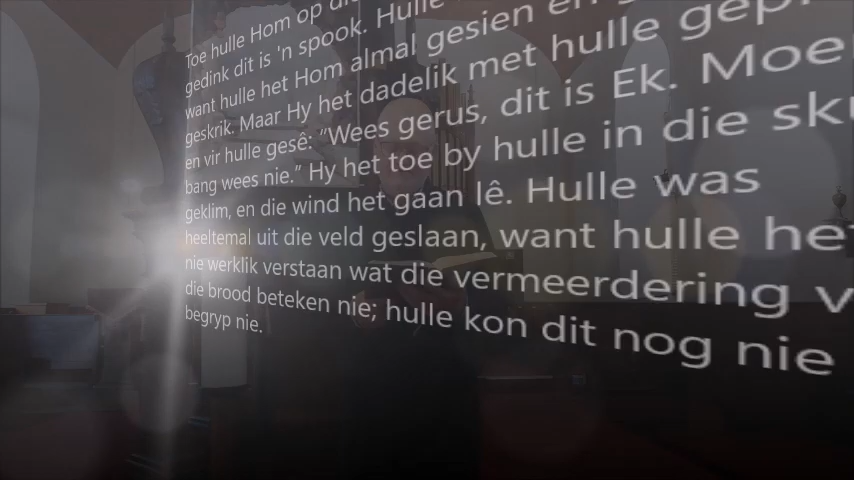 Toe hulle Hom op die
gedink dit is 'n spook. Hulle
want hulle het Hom almal gesien en
geskrik. Maar Hy het dadelik met hulle
en vir hulle gesê: "Wees gerus, dit is Ek. Moe
bang wees nie." Hy het toe by hulle in die
geklim, en die wind het gaan lê. Hulle was
heeltemal uit die veld geslaan, want hulle
nie werklik verstaan wat die vermeerdering
die brood beteken nie; hulle kon dit nog nie
begryp nie.